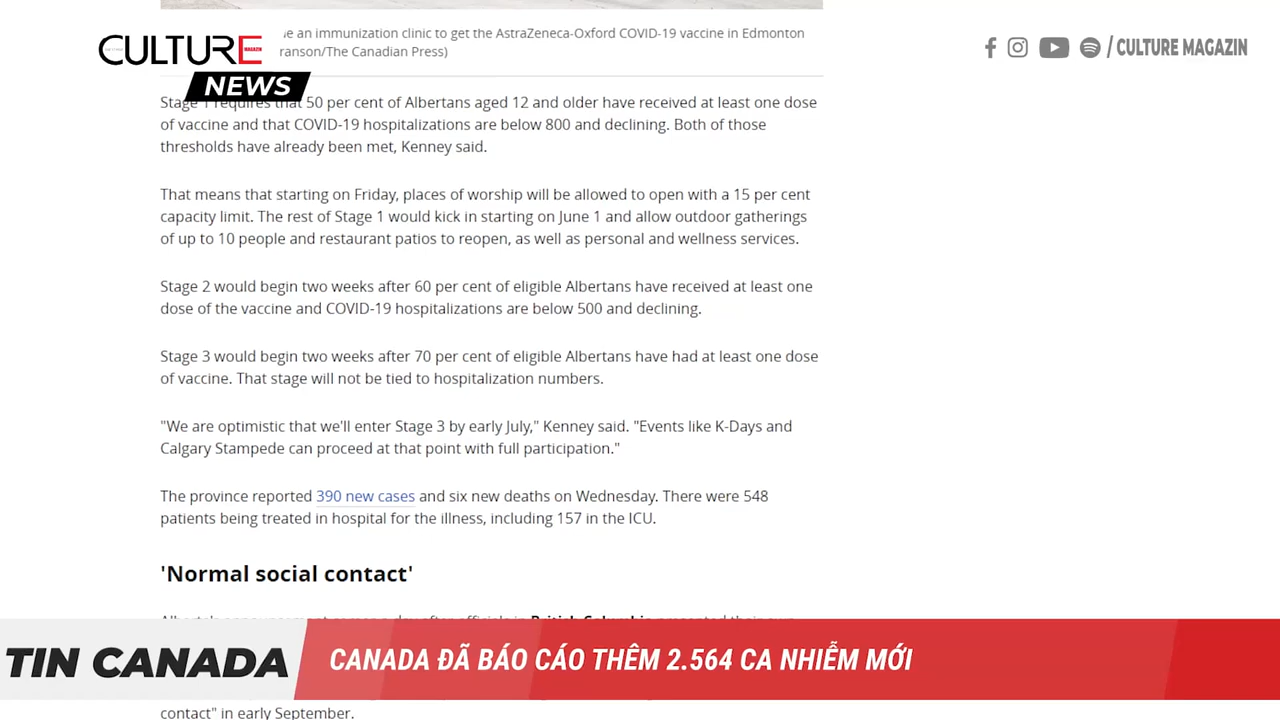 e an immunization clinic to get the AstraZeneca-Oxford COVID-19 vaccine in Edmonton
ranson/The Canadian Press)
CULTURE
MAGAZIN
NEWS
/ CULTURE MAGAZIN
Stage 1 requires that 50 per cent of Albertans aged 12 and older have received at least one dose
of vaccine and that COVID-19 hospitalizations are below 800 and declining. Both of those
thresholds have already been met, Kenney said.
That means that starting on Friday, places of worship will be allowed to open with a 15 per cent
capacity limit. The rest of Stage 1 would kick in starting on June 1 and allow outdoor gatherings
of up to 10 people and restaurant patios to reopen, as well as personal and wellness services.
Stage 2 would begin two weeks after 60 per cent of eligible Albertans have received at least one
dose of the vaccine and COVID-19 hospitalizations are below 500 and declining.
Stage 3 would begin two weeks after 70 per cent of eligible Albertans have had at least one dose
of vaccine. That stage will not be tied to hospitalization numbers.
"We are optimistic that we'll enter Stage 3 by early July," Kenney said. "Events like K-Days and
Calgary Stampede can proceed at that point with full participation."
The province reported 390 new cases and six new deaths on Wednesday. There were 548
patients being treated in hospital for the illness, including 157 in the ICU.
'Normal social contact'
TIN CANADA
CANADA ĐÃ BÁO CÁO THÊM 2.564 CA NHIỄM MỚI
contact" in early September.